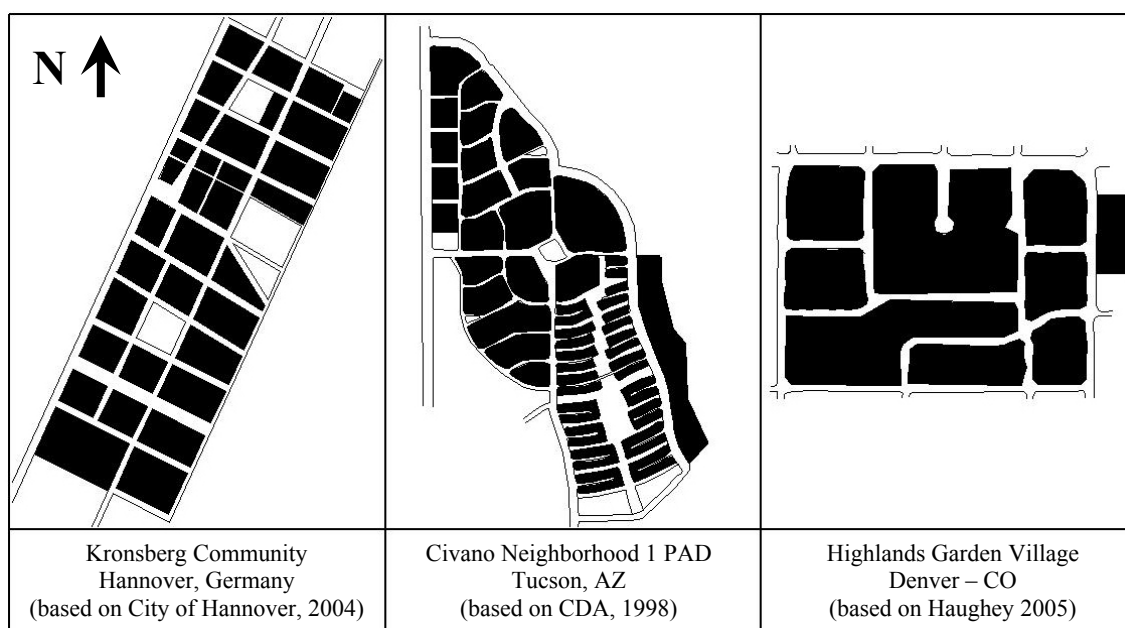 N
Kronsberg Community
Hannover, Germany
(based on City of Hannover, 2004)
Civano Neighborhood 1 PAD
Tucson, AZ
(based on CDA, 1998)
Highlands Garden Village
Denver – CO
(based on Haughey 2005)